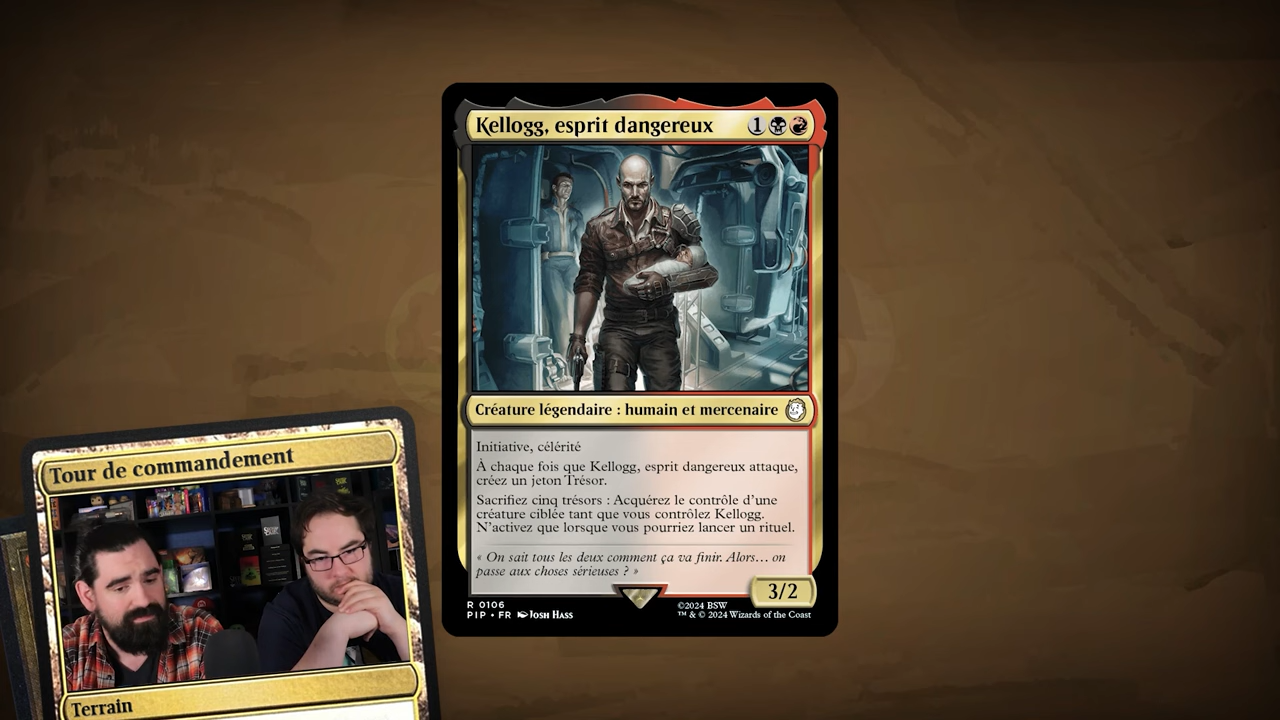 Kellogg, esprit dangereux 1
Créature légendaire : humain et mercenaire
Initiative, célérité
À chaque fois que Kellogg, esprit dangereux attaque,
créez un jeton Trésor.
Sacrifiez cinq trésors : Acquérez le contrôle d'une
créature ciblée tant que vous contrôlez Kellogg.
N'activez que lorsque vous pourriez lancer un rituel.
« On sait tous les deux comment ça va finir. Alors… on
passe aux choses sérieuses ? »
3/2
R 0106
PIP • FR Josh Hass
©2024 BSW
™ & © 2024 Wizards of the Coast
Tour de commandement
Terrain